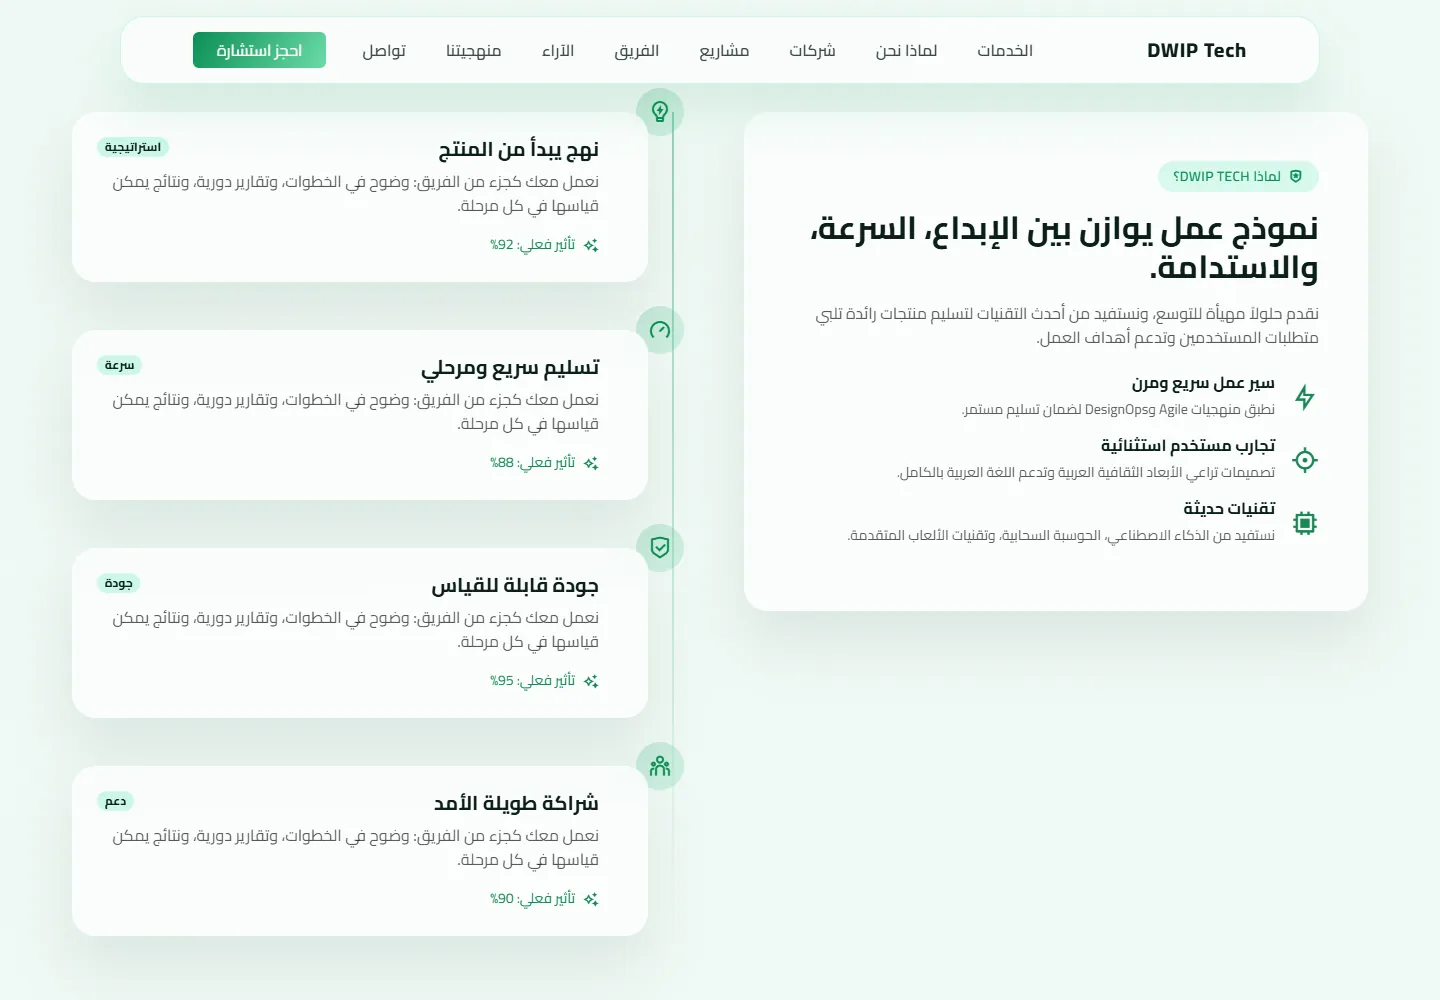 DWIP Tech
الخدمات
لماذا نحن
شركات
مشاريع
الفريق
الآراء
منهجيتنا
تواصل
احجز استشارة
لماذا DWIP TECH؟
نموذج عمل يوازن بين الإبداع، السرعة،
والاستدامة.
نقدم حلولاً مهيأة للتوسع، ونستفيد من أحدث التقنيات لتسليم منتجات رائدة تلبي
متطلبات المستخدمين وتدعم أهداف العمل.
سير عمل سريع ومرن
نطبق منهجيات Agile وDesignOps لضمان تسليم مستمر.
تجارب مستخدم استثنائية
تصميمات تراعي الأبعاد الثقافية العربية وتدعم اللغة العربية بالكامل.
تقنيات حديثة
نستفيد من الذكاء الاصطناعي، الحوسبة السحابية، وتقنيات الألعاب المتقدمة.
نهج يبدأ من المنتج
استراتيجية
نعمل معك كجزء من الفريق: وضوح في الخطوات، وتقارير دورية، ونتائج يمكن
قياسها في كل مرحلة.
تأثير فعلي: 92%
تسليم سريع ومرحلي
سرعة
نعمل معك كجزء من الفريق: وضوح في الخطوات، وتقارير دورية، ونتائج يمكن
قياسها في كل مرحلة.
تأثير فعلي: 88%
جودة قابلة للقياس
جودة
نعمل معك كجزء من الفريق: وضوح في الخطوات، وتقارير دورية، ونتائج يمكن
قياسها في كل مرحلة.
تأثير فعلي: 95%
شراكة طويلة الأمد
دعم
نعمل معك كجزء من الفريق: وضوح في الخطوات، وتقارير دورية، ونتائج يمكن
قياسها في كل مرحلة.
تأثير فعلي: 90%